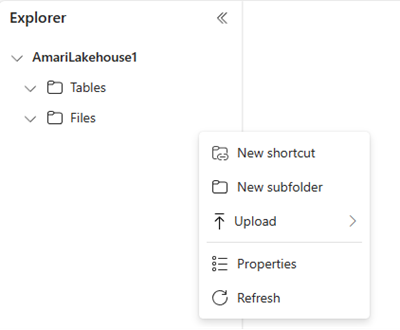 Explorer
AmariLakehouse1
Tables
Files
New shortcut
New subfolder
Upload
Properties
Refresh